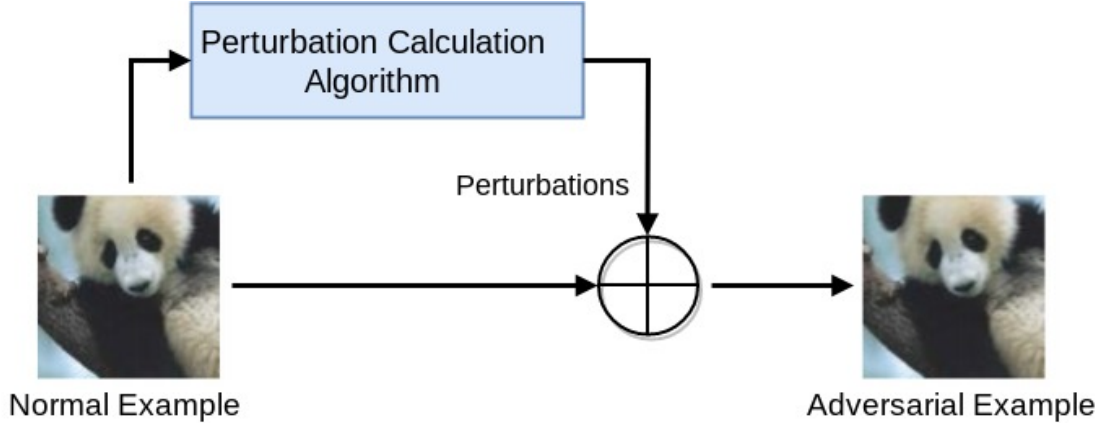 Perturbation Calculation
Algorithm
Perturbations
Normal Example
Adversarial Example